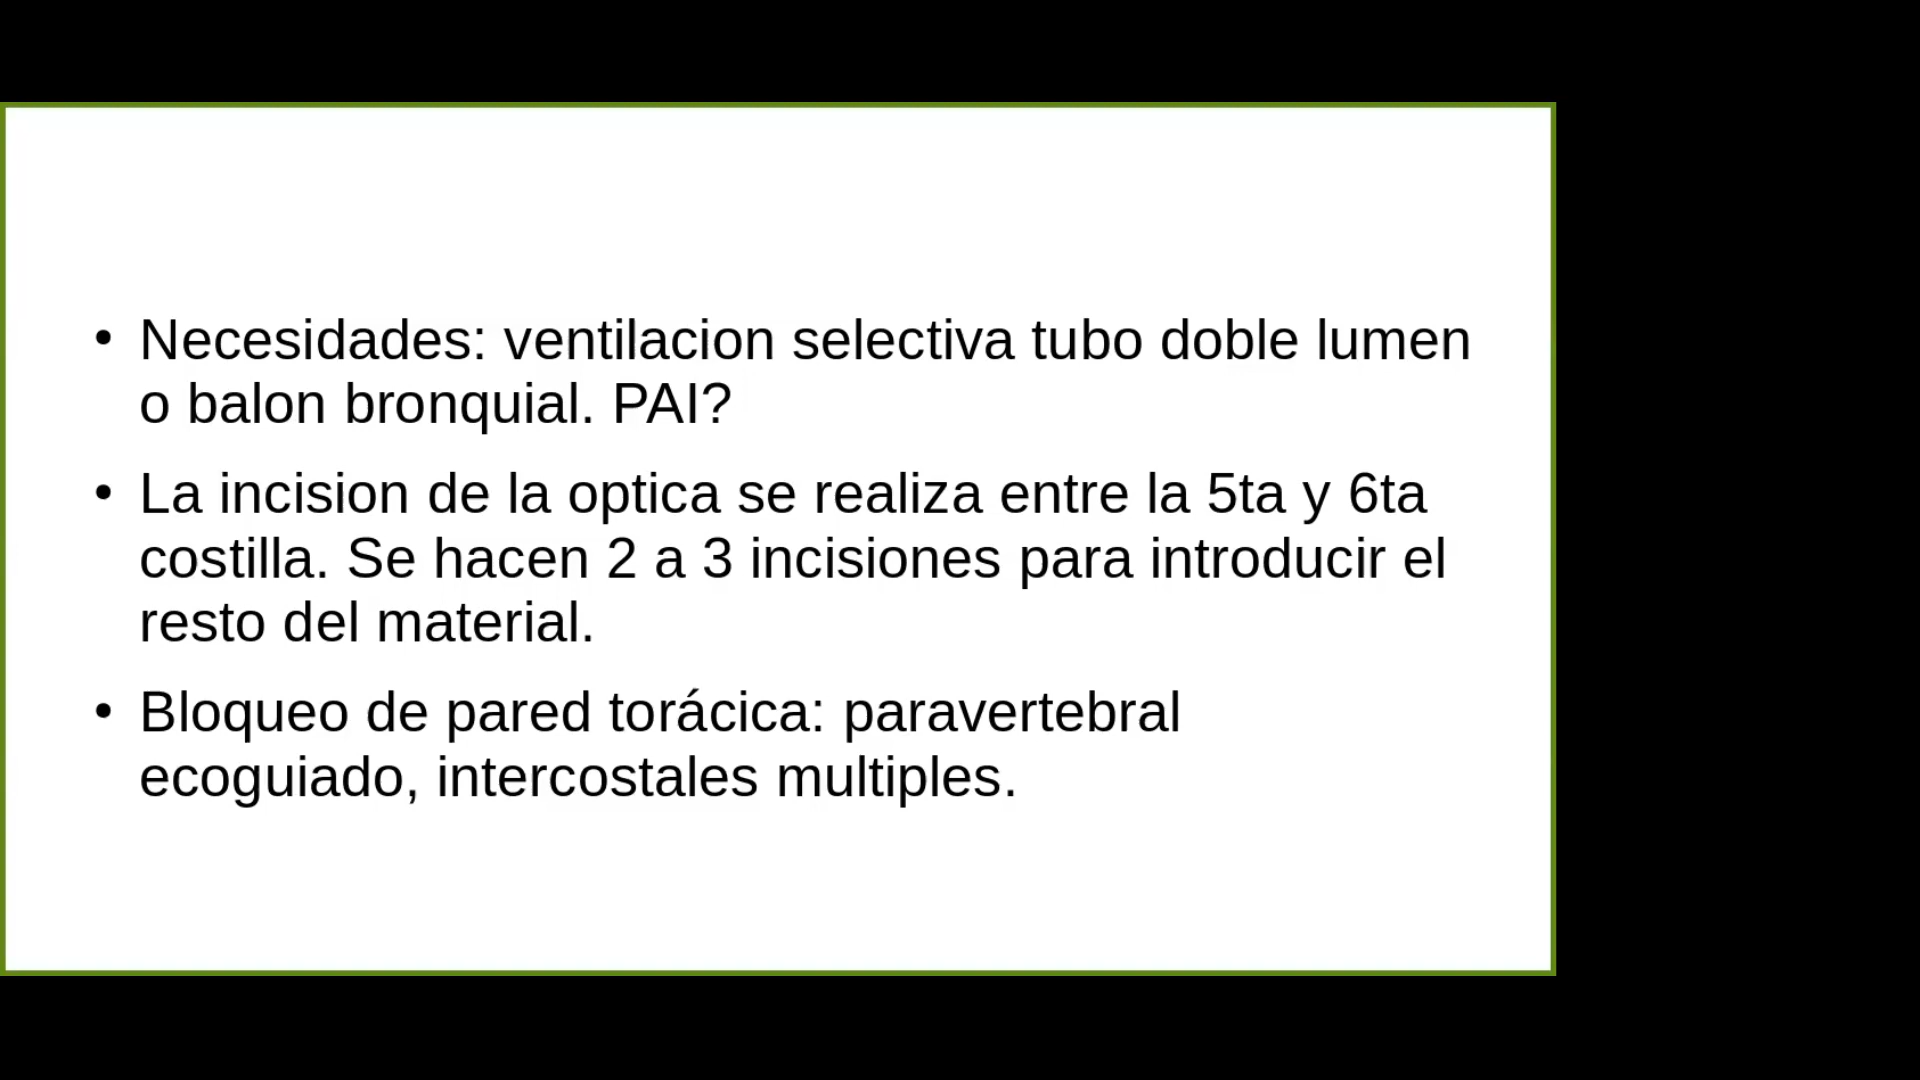 • Necesidades: ventilacion selectiva tubo doble lumen
o balon bronquial. PAI?
• La incision de la optica se realiza entre la 5ta y 6ta
costilla. Se hacen 2 a 3 incisiones para introducir el
resto del material.
• Bloqueo de pared torácica: paravertebral
ecoguiado, intercostales multiples.